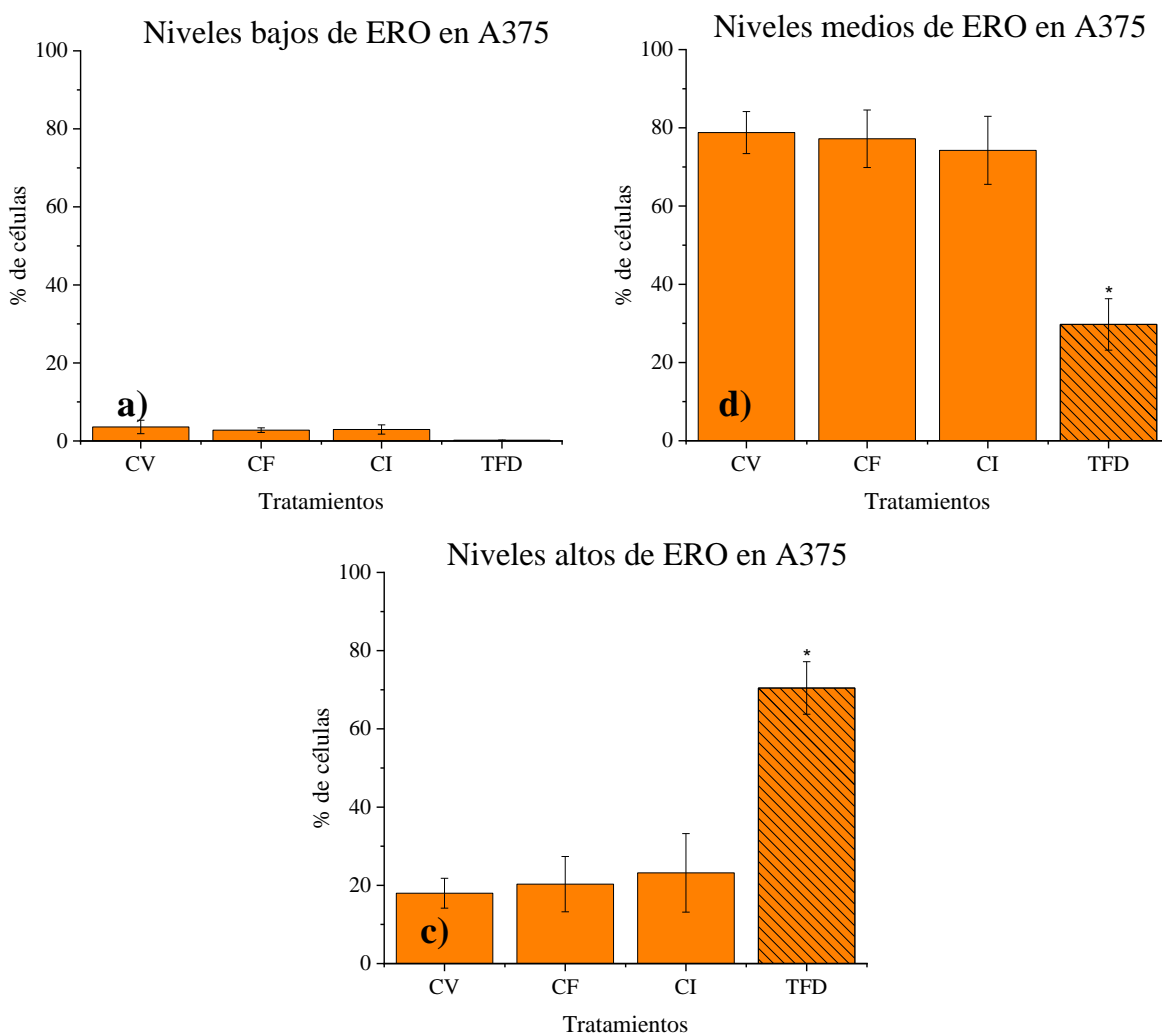 Niveles bajos de ERO en A375
100
80
60
40
20
0
% de células
a)
CV CF CI TFD
Tratamientos
Niveles medios de ERO en A375
100
80
60
40
20
0
% de células
*
d)
CV CF CI TFD
Tratamientos
Niveles altos de ERO en A375
100
80
60
40
20
0
% de células
*
c)
CV CF CI TFD
Tratamientos